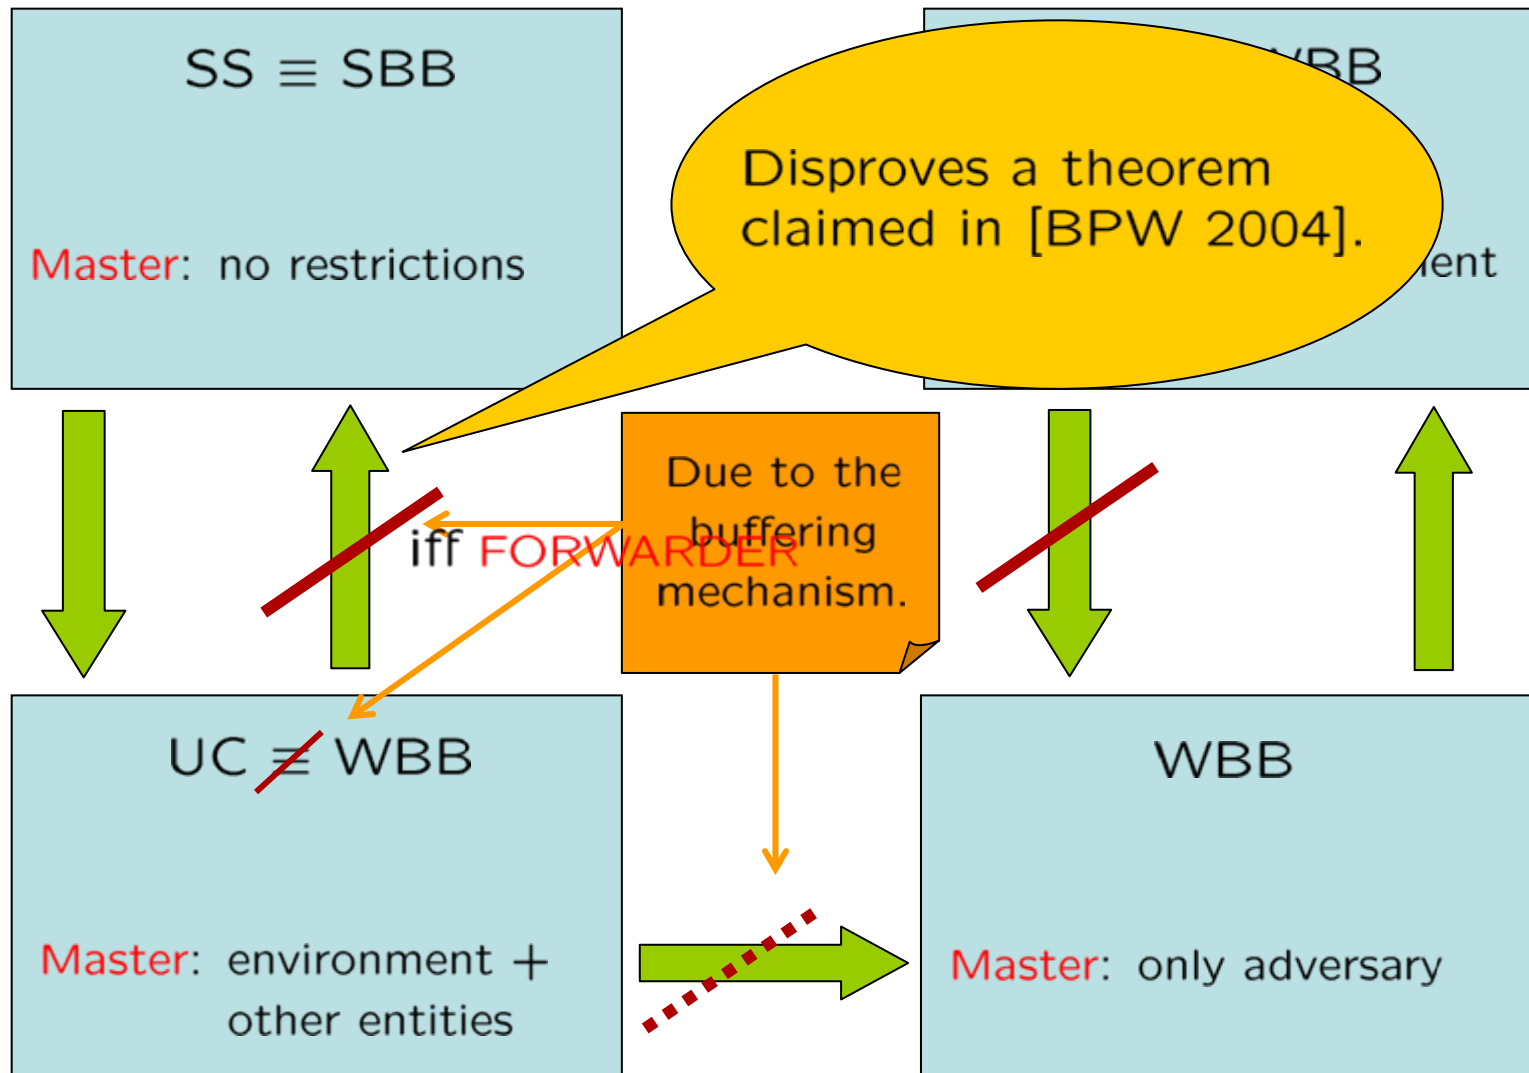 SS ≡ SBB
Master: no restrictions
Disproves a theorem
claimed in [BPW 2004].
Due to the
buffering
mechanism.
iff FORWARDER
UC ≡ WBB
Master: environment +
other entities
WBB
Master: only adversary